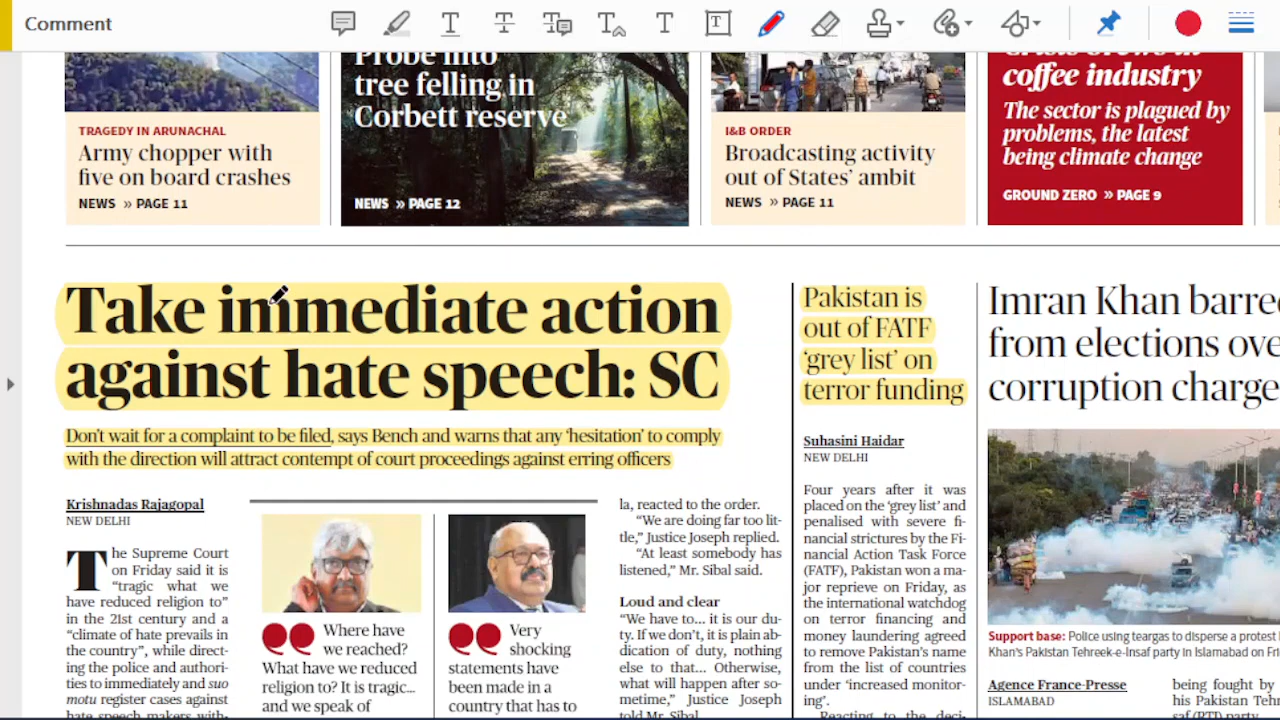 Comment
Probe into
tree felling in
Corbett reserve
NEWS » PAGE 12
TRAGEDY IN ARUNACHAL
Army chopper with
five on board crashes
NEWS » PAGE 11
I&B ORDER
Broadcasting activity
out of States’ ambit
NEWS » PAGE 11
coffee industry
The sector is plagued by
problems, the latest
being climate change
GROUND ZERO » PAGE 9
Take immediate action
against hate speech: SC
Don’t wait for a complaint to be filed, says Bench and warns that any ‘hesitation’ to comply
with the direction will attract contempt of court proceedings against erring officers
Krishnadas Rajagopal
NEW DELHI
The Supreme Court
on Friday said it is
“tragic what we
have reduced religion to”
in the 21st century and a
“climate of hate prevails in
the country”, while direct-
ing the police and authori-
ties to immediately and suo
motu register cases against
hate speech makers with-
Where have
we reached?
What have we reduced
religion to? It is tragic...
and we speak of
Very
shocking
statements have
been made in a
country that has to
la, reacted to the order.
“We are doing far too lit-
tle,” Justice Joseph replied.
“At least somebody has
listened,” Mr. Sibal said.
Loud and clear
“We have to... it is our du-
ty. If we don’t, it is plain ab-
dication of duty, nothing
else to that... Otherwise,
what will happen after so-
metime,” Justice Joseph
told Mr. Sibal
Pakistan is
out of FATF
‘grey list’ on
terror funding
Suhasini Haidar
NEW DELHI
Four years after it was
placed on the ‘grey list’ and
penalised with severe fi-
nancial strictures by the Fi-
nancial Action Task Force
(FATF), Pakistan won a ma-
jor reprieve on Friday, as
the international watchdog
on terror financing and
money laundering agreed
to remove Pakistan’s name
from the list of countries
under ‘increased monitor-
ing’.
Reacting to the deci-
Imran Khan barre
from elections ove
corruption charge
Support base: Police using teargas to disperse a protest
Khan’s Pakistan Tehreek-e-Insaf party in Islamabad on Fri
Agence France-Presse
ISLAMABAD
being fought by
his Pakistan Teh
saf (PTI) party